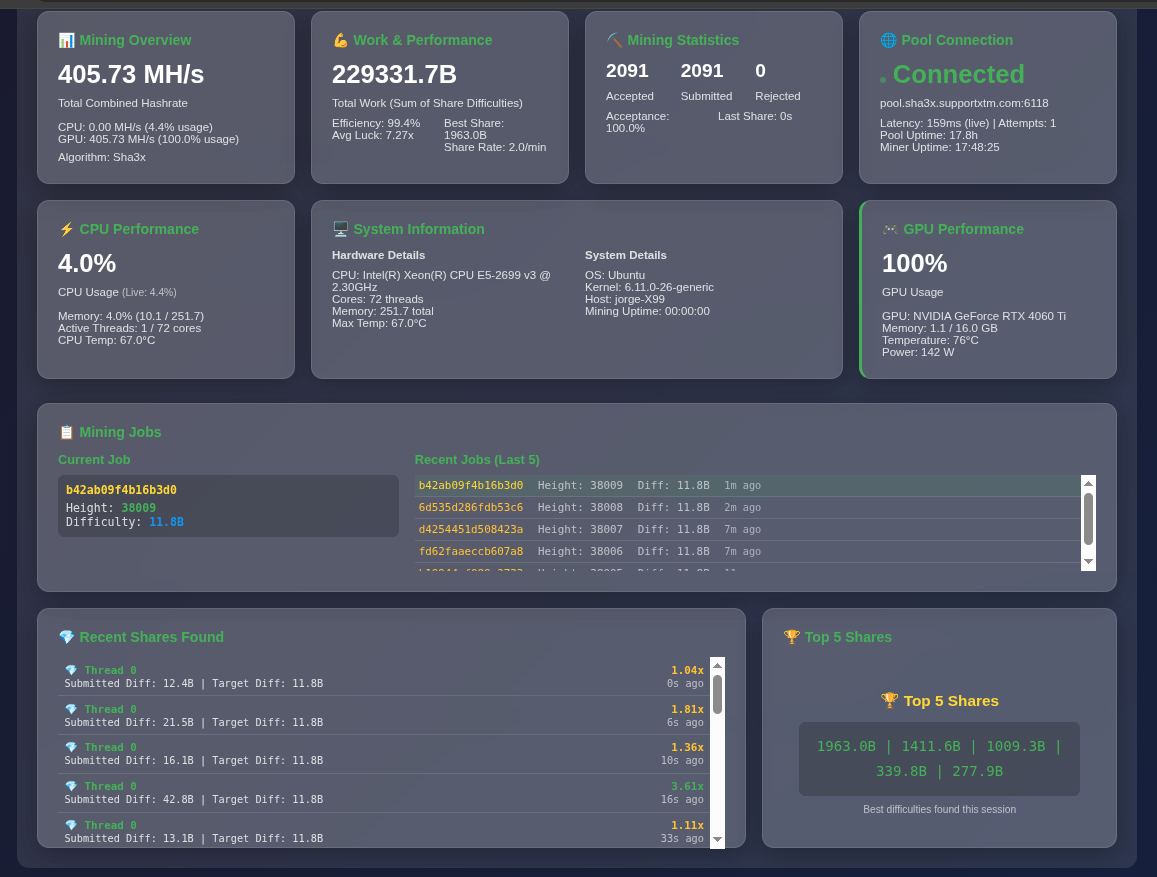 Mining Overview
405.73 MH/s
Total Combined Hashrate
CPU: 0.00 MH/s (4.4% usage)
GPU: 405.73 MH/s (100.0% usage)
Algorithm: Sha3x
Work & Performance
229331.7B
Total Work (Sum of Share Difficulties)
Efficiency: 99.4%
Avg Luck: 7.27x
Best Share:
1963.0B
Share Rate: 2.0/min
Mining Statistics
2091 2091 0
Accepted Submitted Rejected
Acceptance:
100.0%
Last Share: 0s
Pool Connection
Connected
pool.sha3x.supportxtm.com:6118
Latency: 159ms (live) | Attempts: 1
Pool Uptime: 17.8h
Miner Uptime: 17:48:25
CPU Performance
4.0%
CPU Usage (Live: 4.4%)
Memory: 4.0% (10.1 / 251.7)
Active Threads: 1 / 72 cores
CPU Temp: 67.0°C
System Information
Hardware Details
CPU: Intel(R) Xeon(R) CPU E5-2699 v3 @
2.30GHz
Cores: 72 threads
Memory: 251.7 total
Max Temp: 67.0°C
System Details
OS: Ubuntu
Kernel: 6.11.0-26-generic
Host: jorge-X99
Mining Uptime: 00:00:00
GPU Performance
100%
GPU Usage
GPU: NVIDIA GeForce RTX 4060 Ti
Memory: 1.1 / 16.0 GB
Temperature: 76°C
Power: 142 W
Mining Jobs
Current Job
b42ab09f4b16b3d0
Height: 38009
Difficulty: 11.8B
Recent Jobs (Last 5)
b42ab09f4b16b3d0 Height: 38009 Diff: 11.8B 1m ago
6d535d286fdb53c6 Height: 38008 Diff: 11.8B 2m ago
d4254451d508423a Height: 38007 Diff: 11.8B 7m ago
fd62faaeccb607a8 Height: 38006 Diff: 11.8B 7m ago
Height: 38005 Diff: 11.8B
Recent Shares Found
Thread 0 1.04x
Submitted Diff: 12.4B | Target Diff: 11.8B 0s ago
Thread 0 1.81x
Submitted Diff: 21.5B | Target Diff: 11.8B 6s ago
Thread 0 1.36x
Submitted Diff: 16.1B | Target Diff: 11.8B 10s ago
Thread 0 3.61x
Submitted Diff: 42.8B | Target Diff: 11.8B 16s ago
Thread 0 1.11x
Submitted Diff: 13.1B | Target Diff: 11.8B 33s ago
Top 5 Shares
Top 5 Shares
1963.0B | 1411.6B | 1009.3B |
339.8B | 277.9B
Best difficulties found this session